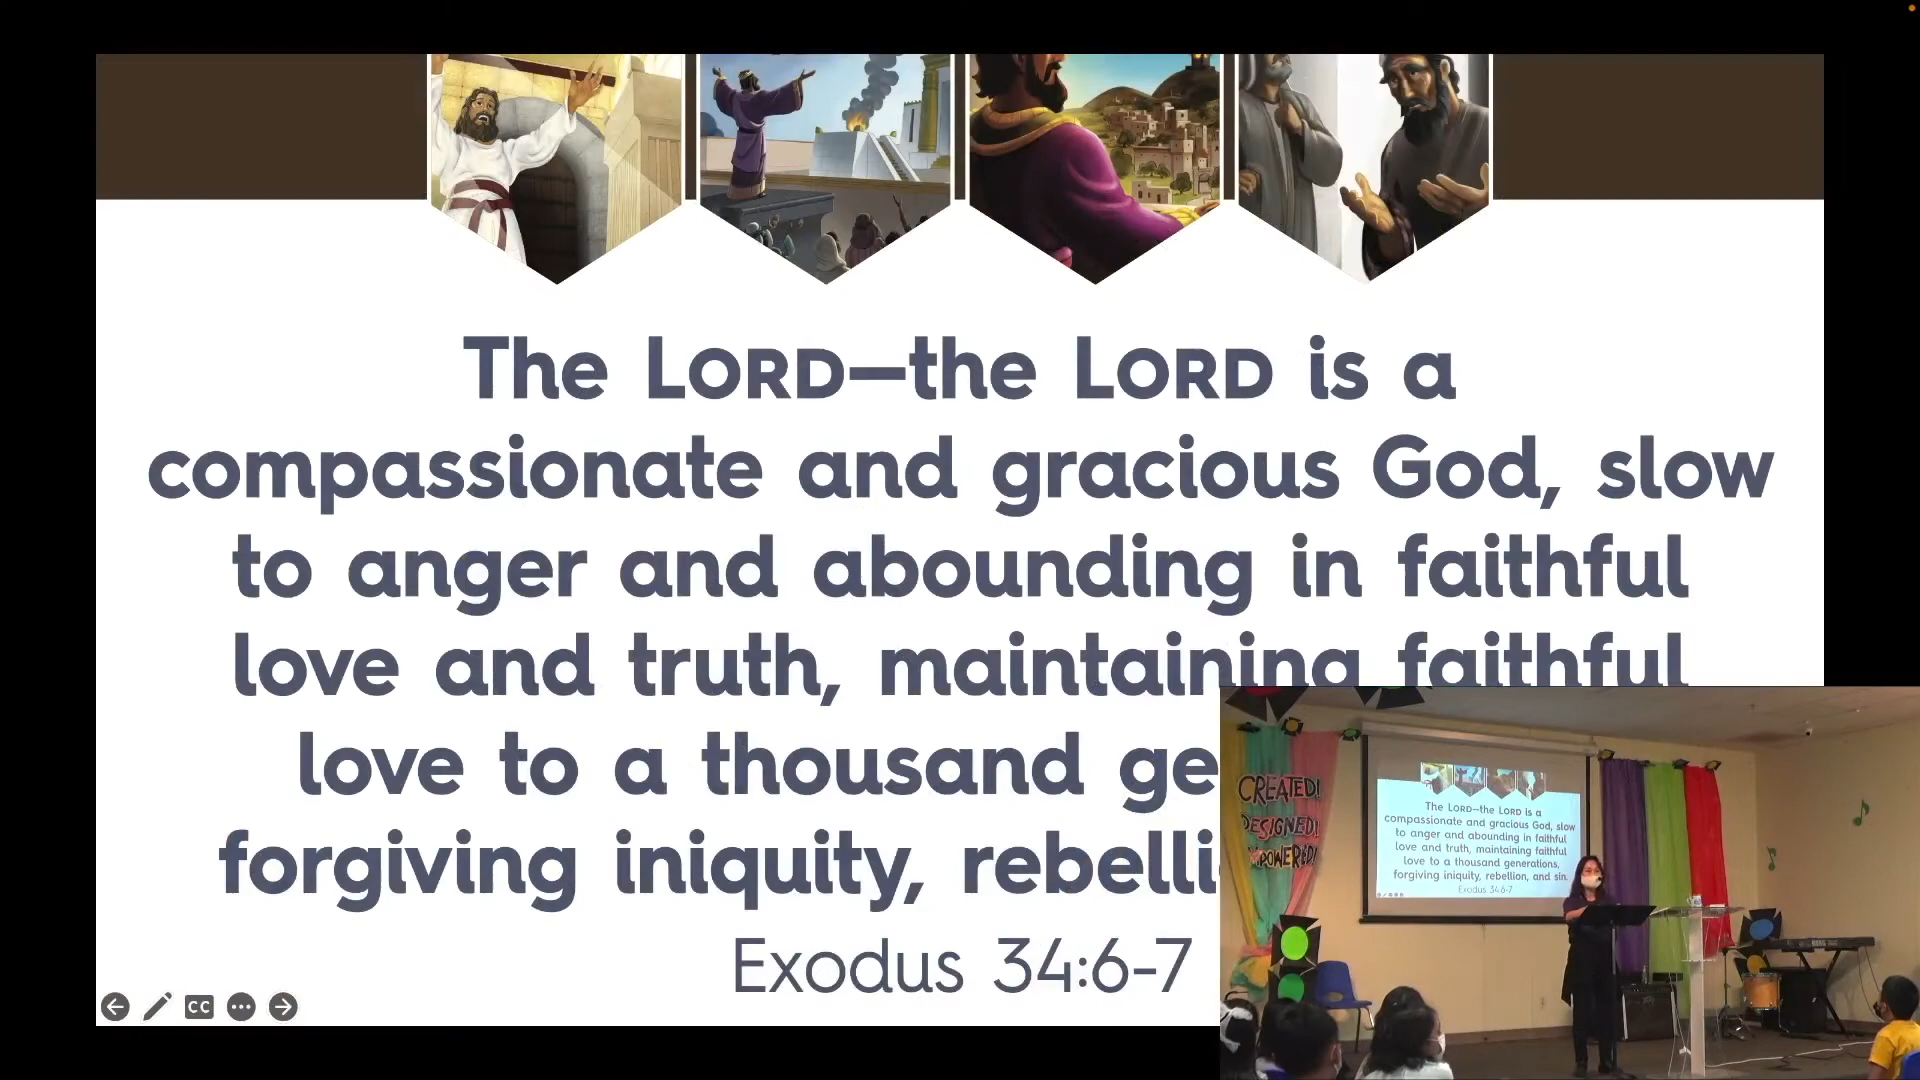 The LORD—the LORD is a
compassionate and gracious God, slow
to anger and abounding in faithful
love and truth, maintaining faithful
love to a thousand ge
forgiving iniquity, rebelli
Exodus 34:6-7
CC
CREATED!
DESIGNED!
MPOWERED!
The LORD—the LORD is a
compassionate and gracious God, slow
to anger and abounding in faithful
love and truth, maintaining faithful
love to a thousand generations,
forgiving iniquity, rebellion, and sin.
Exodus 34:6-7
KORG